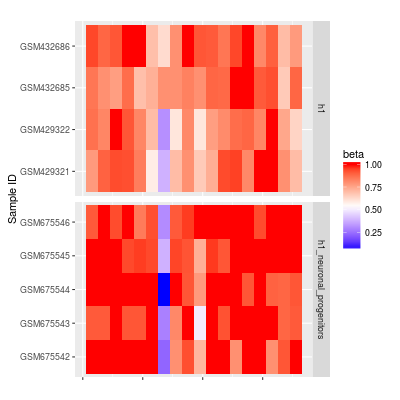 GSM432686
GSM432685
GSM429322
GSM429321
h1
GSM675546
GSM675545
GSM675544
GSM675543
GSM675542
h1_neuronal_progenitors
Sample ID
beta
1.00
0.75
0.50
0.25